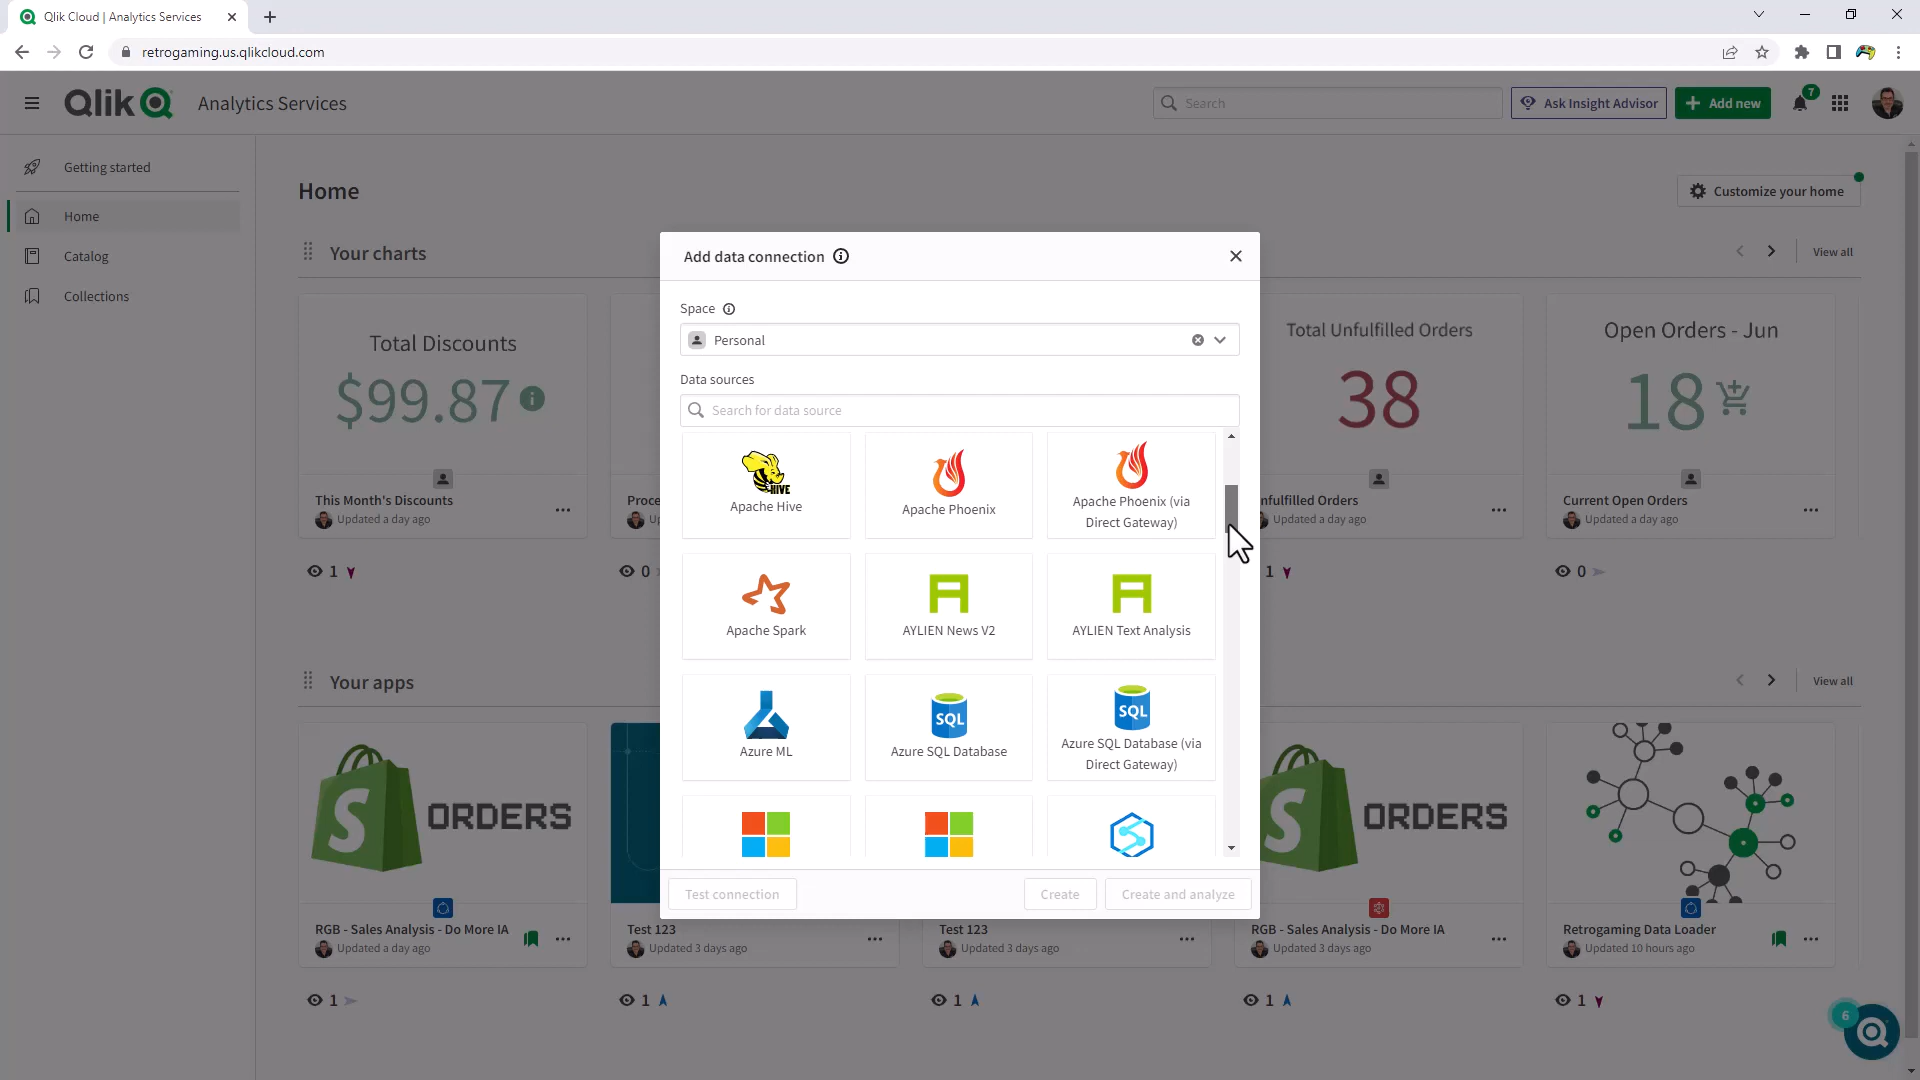 Qlik Cloud | Analytics Services
retrogaming.us.qlikcloud.com
Qlik
Analytics Services
Search
Ask Insight Advisor
Add new
7
Getting started
Home
Catalog
Collections
Home
Customize your home
Your charts
View all
Total Discounts
$99.87
This Month's Discounts
Updated a day ago
1
0
Total Unfulfilled Orders
38
nfulfilled Orders
Updated a day ago
1
Open Orders - Jun
18
Current Open Orders
Updated a day ago
0
Add data connection
Space
Personal
Data sources
Search for data source
HIVE
Apache Hive
Apache Phoenix
Apache Phoenix (via
Direct Gateway)
Apache Spark
AYLIEN News V2
AYLIEN Text Analysis
Azure ML
SQL
Azure SQL Database
SQL
Azure SQL Database (via
Direct Gateway)
Test connection
Create
Create and analyze
Your apps
View all
S
ORDERS
RGB - Sales Analysis - Do More IA
Updated a day ago
1
Test 123
Updated 3 days ago
1
Test 123
Updated 3 days ago
1
S
ORDERS
RGB - Sales Analysis - Do More IA
Updated 3 days ago
1
Retrogaming Data Loader
Updated 10 hours ago
1
6